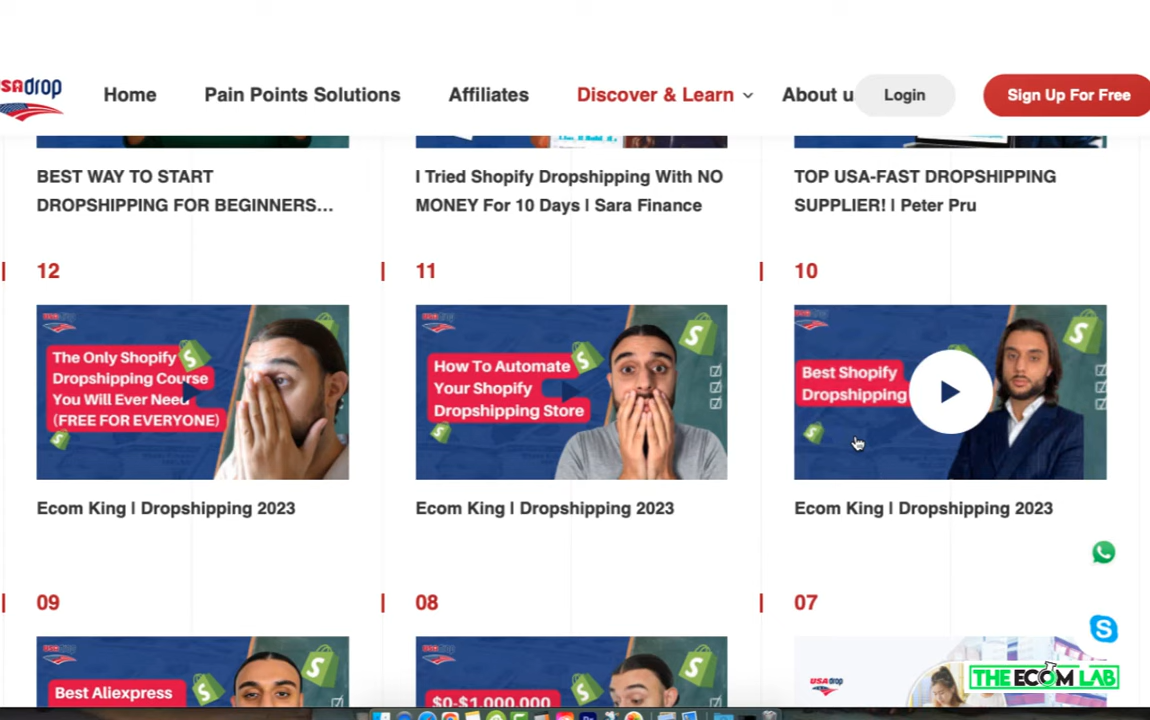 USADROP
Home
Pain Points Solutions
Affiliates
Discover & Learn
About u
Login
Sign Up For Free
BEST WAY TO START
DROPSHIPPING FOR BEGINNERS...
I Tried Shopify Dropshipping With NO
MONEY For 10 Days | Sara Finance
TOP USA-FAST DROPSHIPPING
SUPPLIER! | Peter Pru
12
11
10
The Only Shopify
Dropshipping Course
You Will Ever Need
(FREE FOR EVERYONE)
How To Automate
Your Shopify
Dropshipping Store
Best Shopify
Dropshipping
Ecom King | Dropshipping 2023
Ecom King | Dropshipping 2023
Ecom King | Dropshipping 2023
09
08
07
Best Aliexpress
$0-$1,000,000
USADROP
THE ECOM LAB